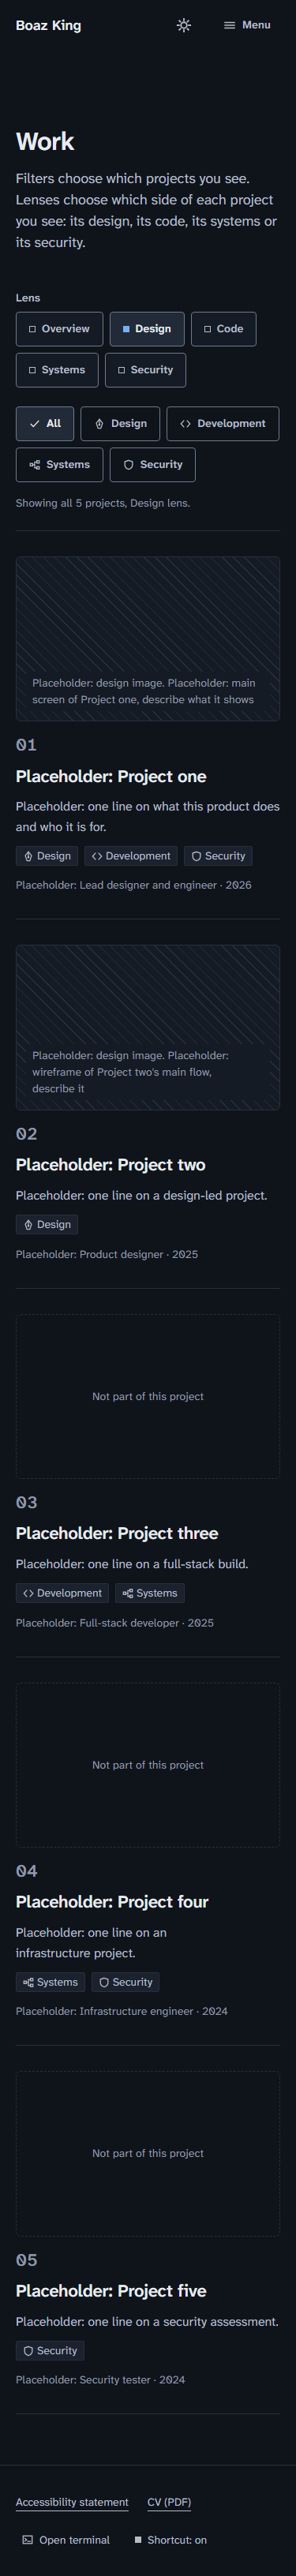 Boaz King
Menu
Work
Filters choose which projects you see.
Lenses choose which side of each project
you see: its design, its code, its systems or
its security.
Lens
Overview
Design
Code
Systems
Security
All
Design
Development
Systems
Security
Showing all 5 projects, Design lens.
Placeholder: design image. Placeholder: main
screen of Project one, describe what it shows
01
Placeholder: Project one
Placeholder: one line on what this product does
and who it is for.
Design
Development
Security
Placeholder: Lead designer and engineer · 2026
Placeholder: design image. Placeholder:
wireframe of Project two's main flow,
describe it
02
Placeholder: Project two
Placeholder: one line on a design-led project.
Design
Placeholder: Product designer · 2025
Not part of this project
03
Placeholder: Project three
Placeholder: one line on a full-stack build.
Development
Systems
Placeholder: Full-stack developer · 2025
Not part of this project
04
Placeholder: Project four
Placeholder: one line on an
infrastructure project.
Systems
Security
Placeholder: Infrastructure engineer · 2024
Not part of this project
05
Placeholder: Project five
Placeholder: one line on a security assessment.
Security
Placeholder: Security tester · 2024
Accessibility statement
CV (PDF)
Open terminal
Shortcut: on